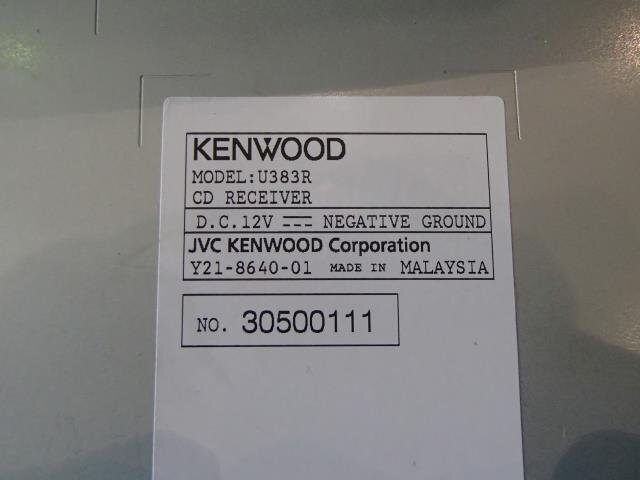 KENWOOD
MODEL:U383R
CD RECEIVER
D.C.12V ⎓ NEGATIVE GROUND
JVC KENWOOD Corporation
Y21-8640-01 MADE IN MALAYSIA
NO. 30500111